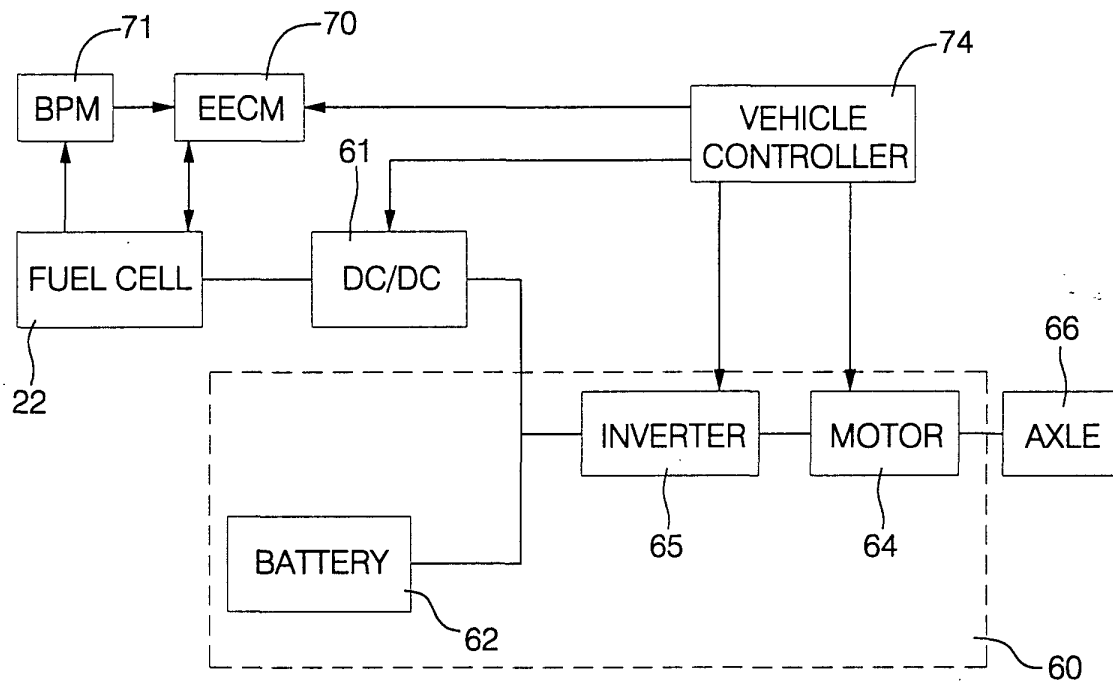 71
70
74
BPM
EECM
VEHICLE
CONTROLLER
61
FUEL CELL
DC/DC
66
22
INVERTER
MOTOR
AXLE
65
64
BATTERY
62
60